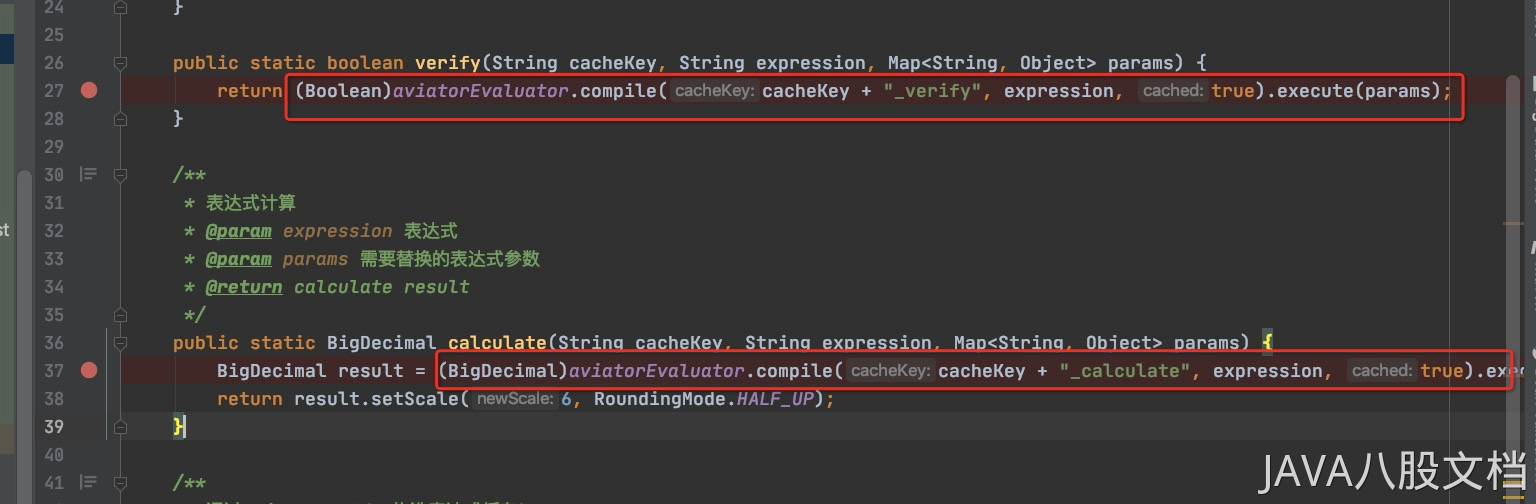 24 }
25
26 public static boolean verify(String cacheKey, String expression, Map<String, Object> params) {
27 return (Boolean)aviatorEvaluator.compile( cacheKey: cacheKey + "_verify", expression, cached: true).execute(params);
28 }
29
30 /**
31 * 表达式计算
32 * @param expression 表达式
33 * @param params 需要替换的表达式参数
34 * @return calculate result
35 */
36 public static BigDecimal calculate(String cacheKey, String expression, Map<String, Object> params) {
37 BigDecimal result = (BigDecimal)aviatorEvaluator.compile( cacheKey: cacheKey + "_calculate", expression, cached: true).exe
38 return result.setScale( newScale: 6, RoundingMode.HALF_UP);
39 }
40
41 /**
JAVA八股文档